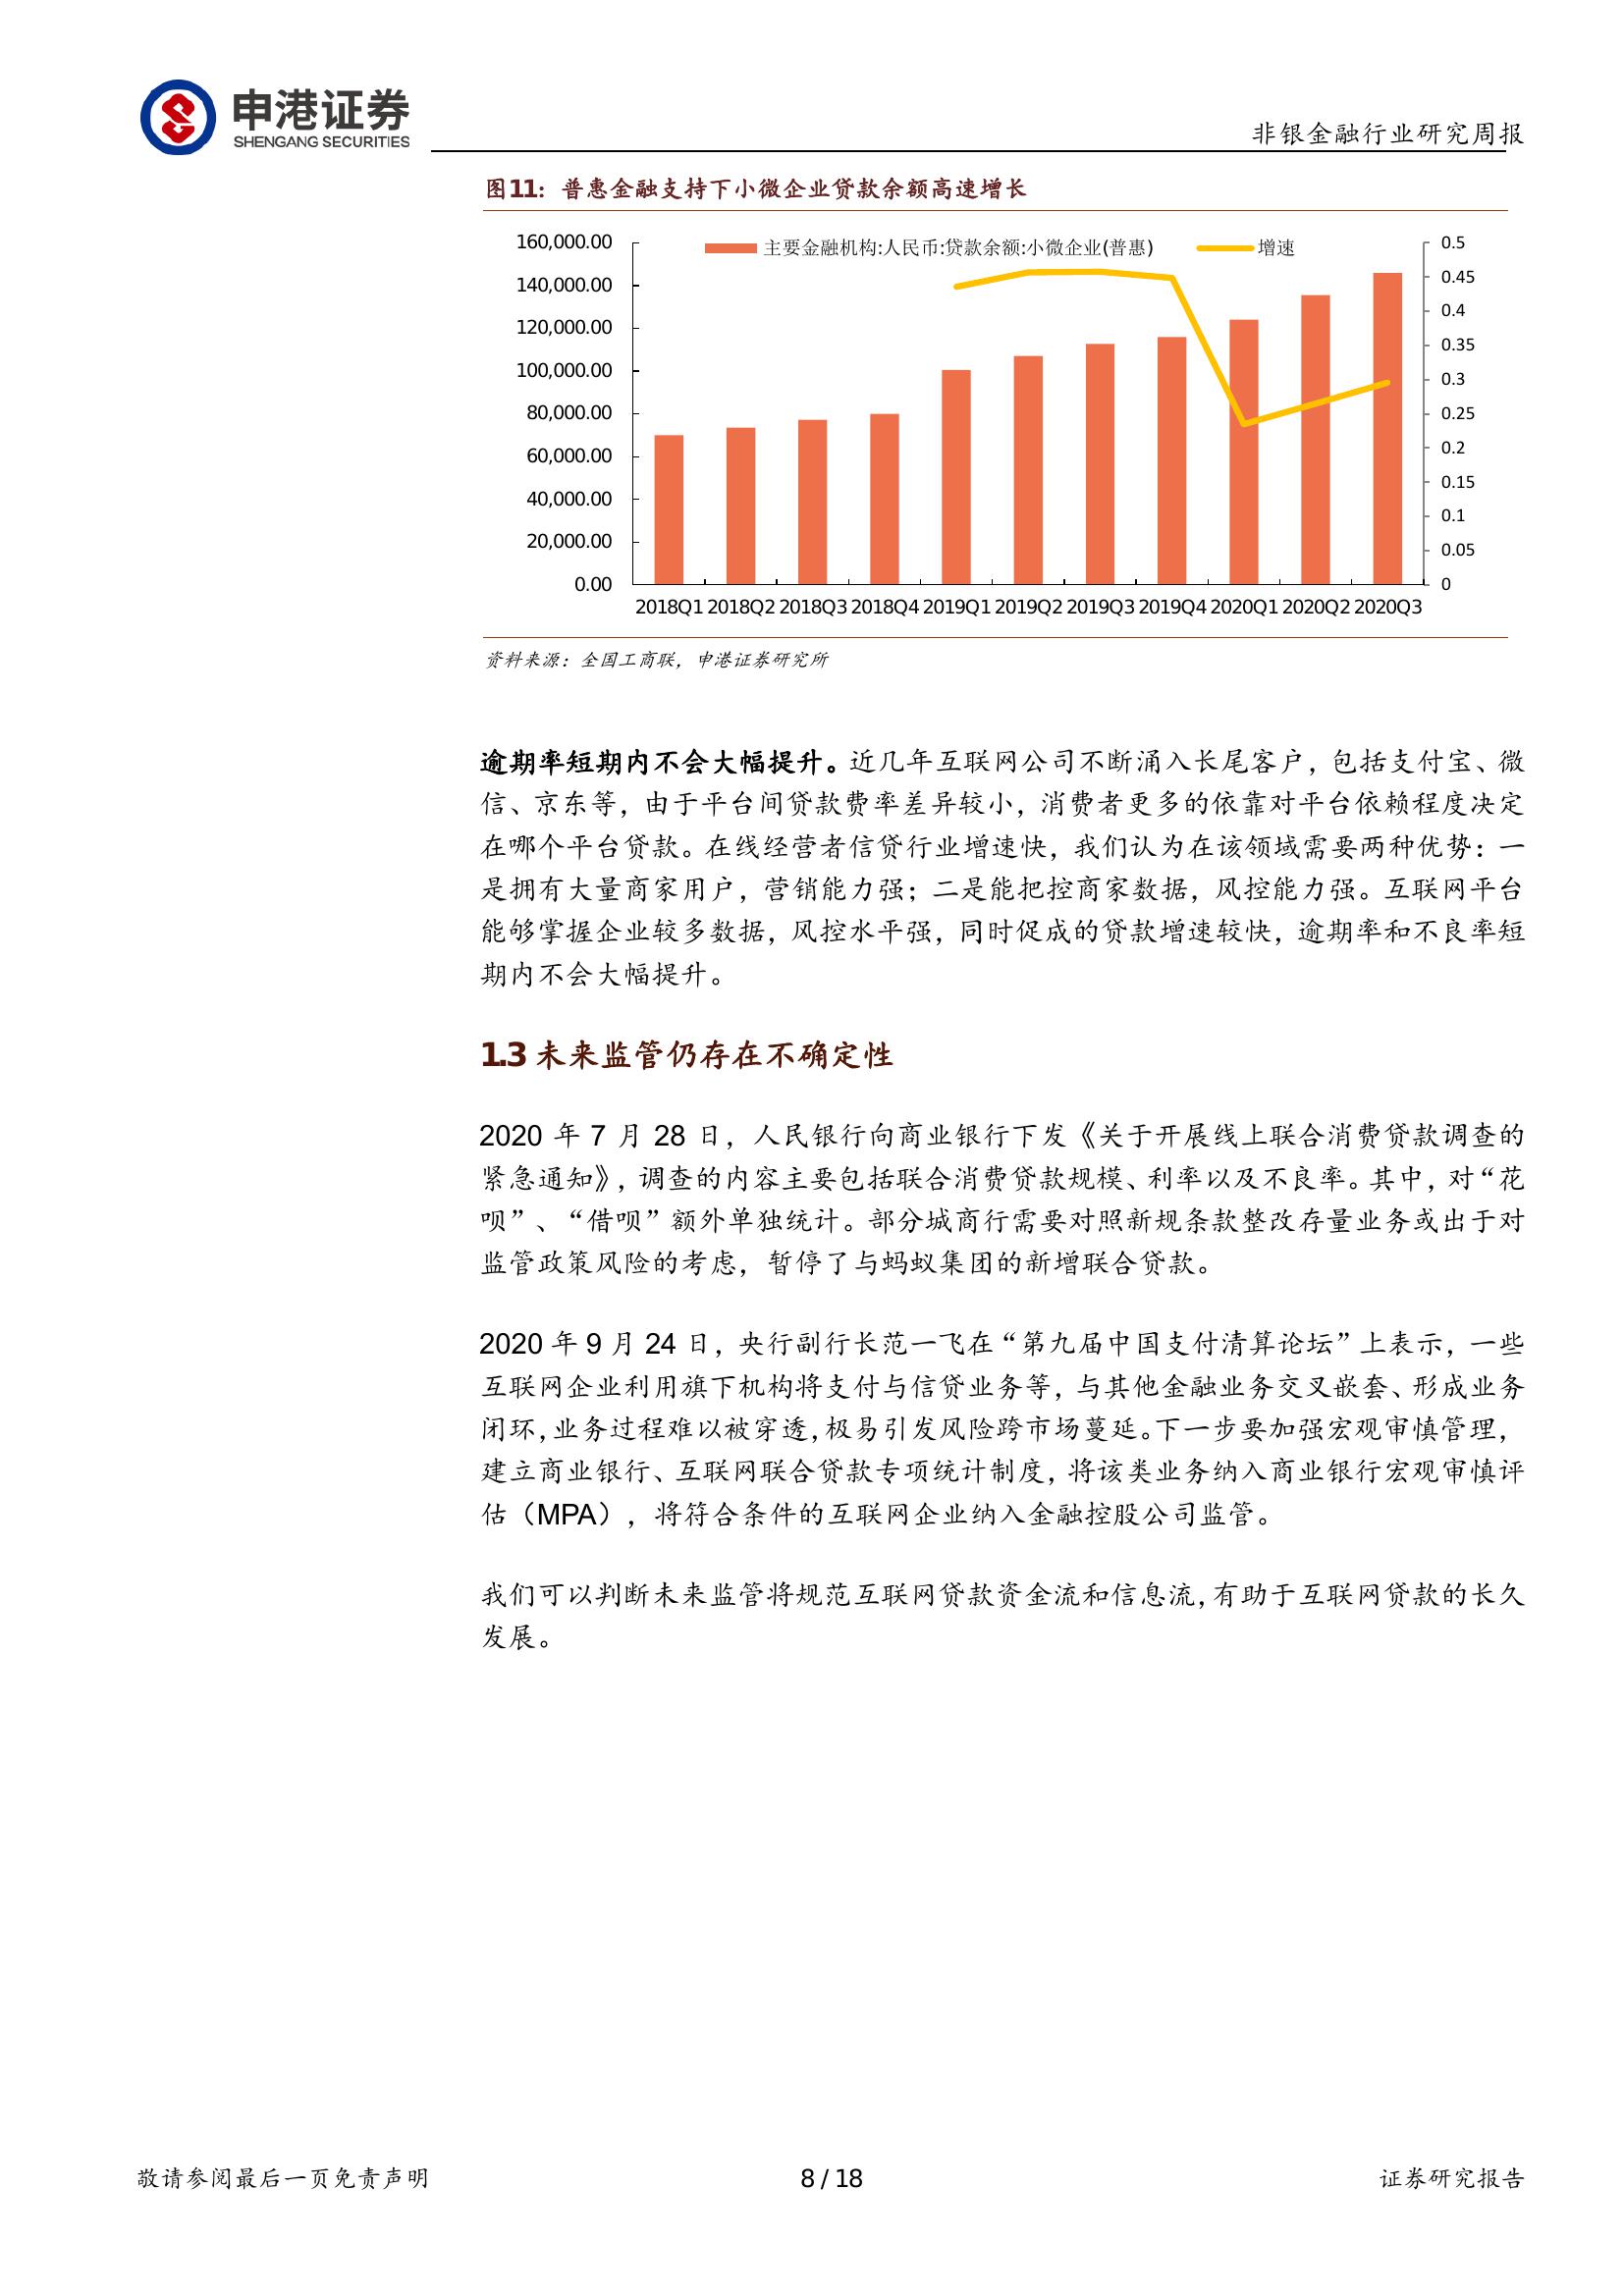 申港证券
SHENGANG SECURITIES
非银金融行业研究周报
图11：普惠金融支持下小微企业贷款余额高速增长
主要金融机构:人民币:贷款余额:小微企业(普惠) 增速
160,000.00
140,000.00
120,000.00
100,000.00
80,000.00
60,000.00
40,000.00
20,000.00
0.00
0.5
0.45
0.4
0.35
0.3
0.25
0.2
0.15
0.1
0.05
0
2018Q1 2018Q2 2018Q3 2018Q4 2019Q1 2019Q2 2019Q3 2019Q4 2020Q1 2020Q2 2020Q3
资料来源：全国工商联，申港证券研究所
逾期率短期内不会大幅提升。近几年互联网公司不断涌入长尾客户，包括支付宝、微
信、京东等，由于平台间贷款费率差异较小，消费者更多的依靠对平台依赖程度决定
在哪个平台贷款。在线经营者信贷行业增速快，我们认为在该领域需要两种优势：一
是拥有大量商家用户，营销能力强；二是能把控商家数据，风控能力强。互联网平台
能够掌握企业较多数据，风控水平强，同时促成的贷款增速较快，逾期率和不良率短
期内不会大幅提升。
1.3 未来监管仍存在不确定性
2020 年 7 月 28 日，人民银行向商业银行下发《关于开展线上联合消费贷款调查的
紧急通知》，调查的内容主要包括联合消费贷款规模、利率以及不良率。其中，对“花
呗”、“借呗”额外单独统计。部分城商行需要对照新规条款整改存量业务或出于对
监管政策风险的考虑，暂停了与蚂蚁集团的新增联合贷款。
2020 年 9 月 24 日，央行副行长范一飞在“第九届中国支付清算论坛”上表示，一些
互联网企业利用旗下机构将支付与信贷业务等，与其他金融业务交叉嵌套、形成业务
闭环，业务过程难以被穿透，极易引发风险跨市场蔓延。下一步要加强宏观审慎管理，
建立商业银行、互联网联合贷款专项统计制度，将该类业务纳入商业银行宏观审慎评
估（MPA），将符合条件的互联网企业纳入金融控股公司监管。
我们可以判断未来监管将规范互联网贷款资金流和信息流，有助于互联网贷款的长久
发展。
敬请参阅最后一页免责声明
8 / 18
证券研究报告